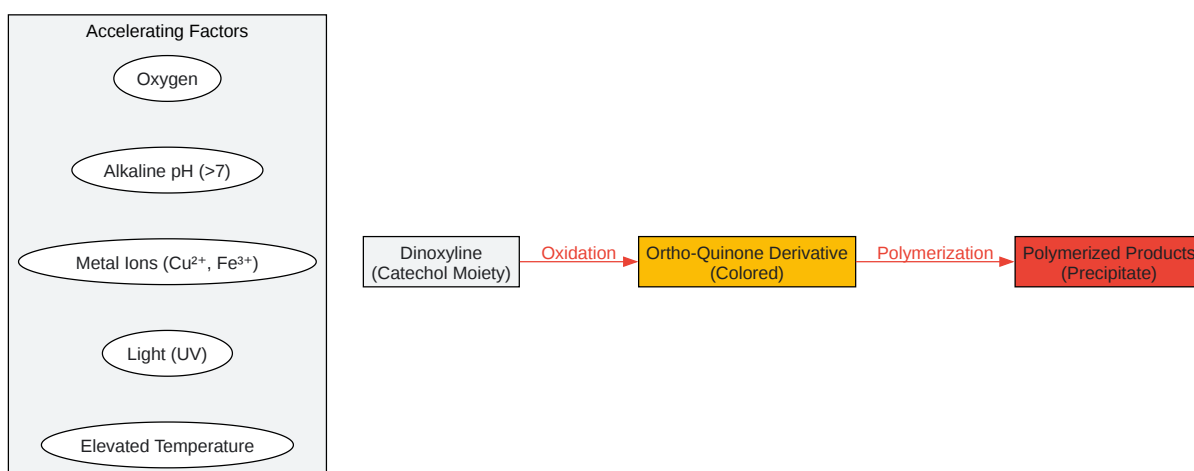 Accelerating Factors
Oxygen
Alkaline pH (>7)
Metal Ions (Cu²⁺, Fe³⁺)
Light (UV)
Elevated Temperature
Dinoxyline
(Catechol Moiety)
Oxidation
Ortho-Quinone Derivative
(Colored)
Polymerization
Polymerized Products
(Precipitate)